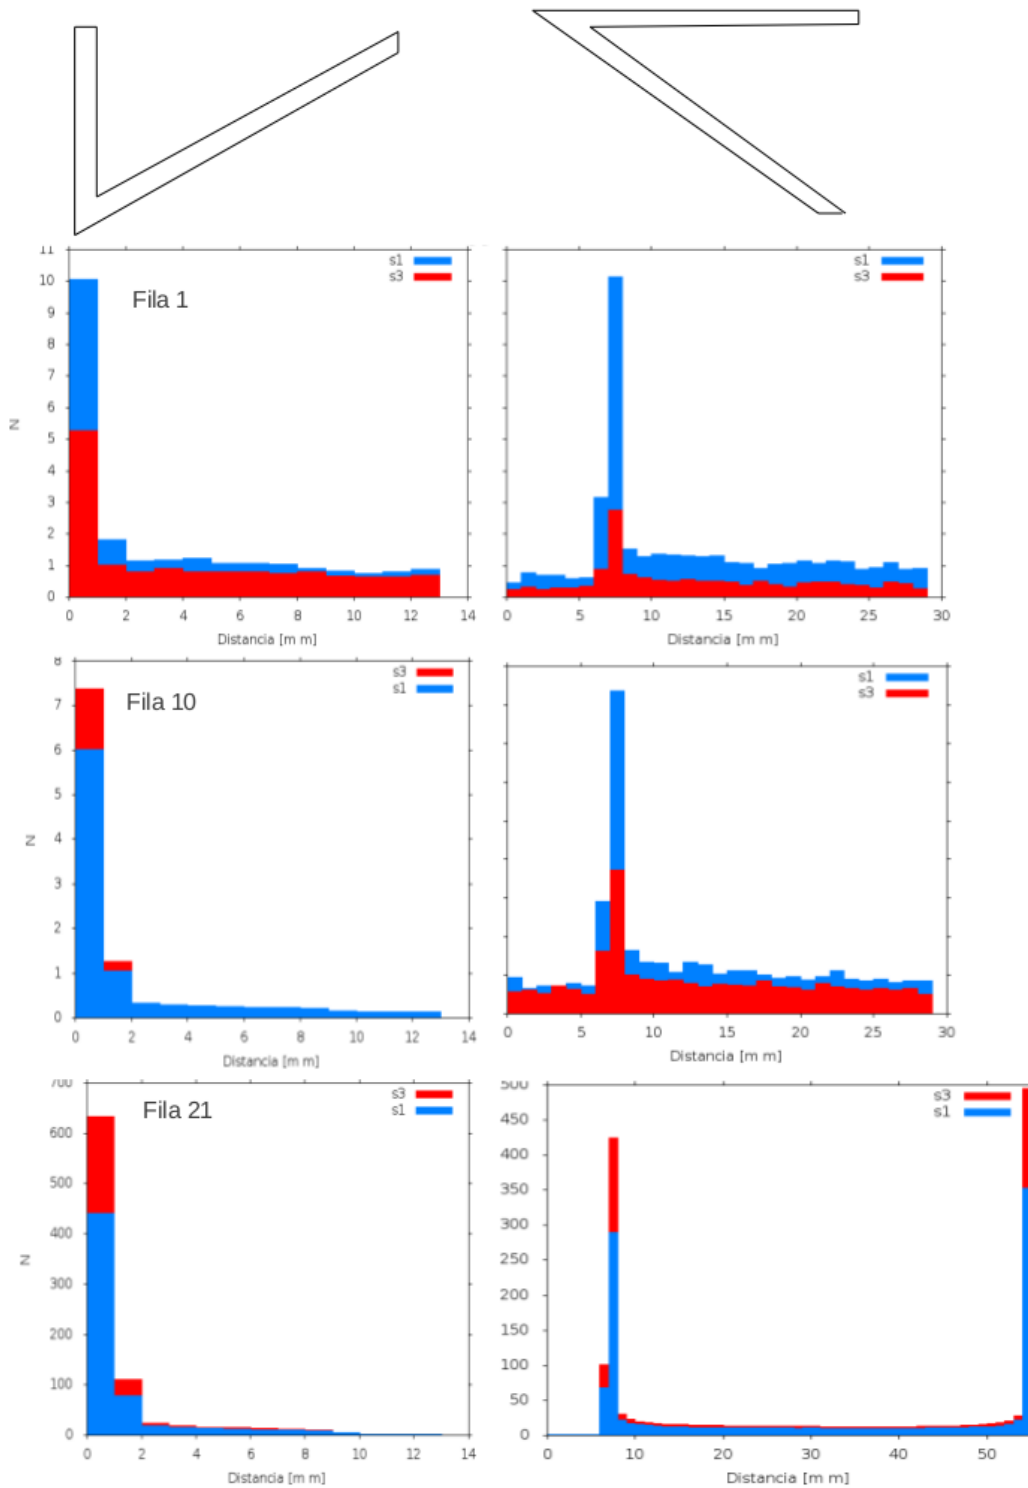 11
10
9
8
7
6
5
4
3
2
1
0
N
Fila 1
s1
s3
0 2 4 6 8 10 12 14
Distancia [m m]
s1
s3
0 5 10 15 20 25 30
Distancia [m m]
8
7
6
5
4
3
2
1
0
N
Fila 10
s3
s1
0 2 4 6 8 10 12 14
Distancia [m m]
s1
s3
0 5 10 15 20 25 30
Distancia [m m]
700
600
500
400
300
200
100
0
N
Fila 21
s3
s1
0 2 4 6 8 10 12 14
Distancia [m m]
500
450
400
350
300
250
200
150
100
50
0
s3
s1
0 10 20 30 40 50
Distancia [m m]